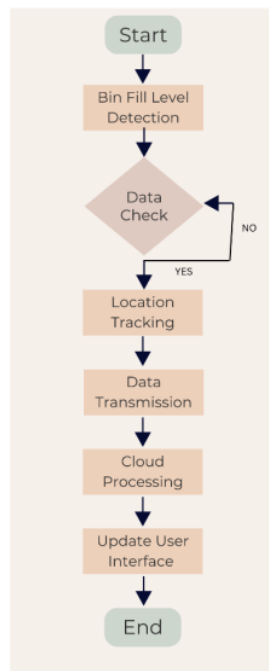 Start
Bin Fill Level
Detection
Data
Check
NO
YES
Location
Tracking
Data
Transmission
Cloud
Processing
Update User
Interface
End